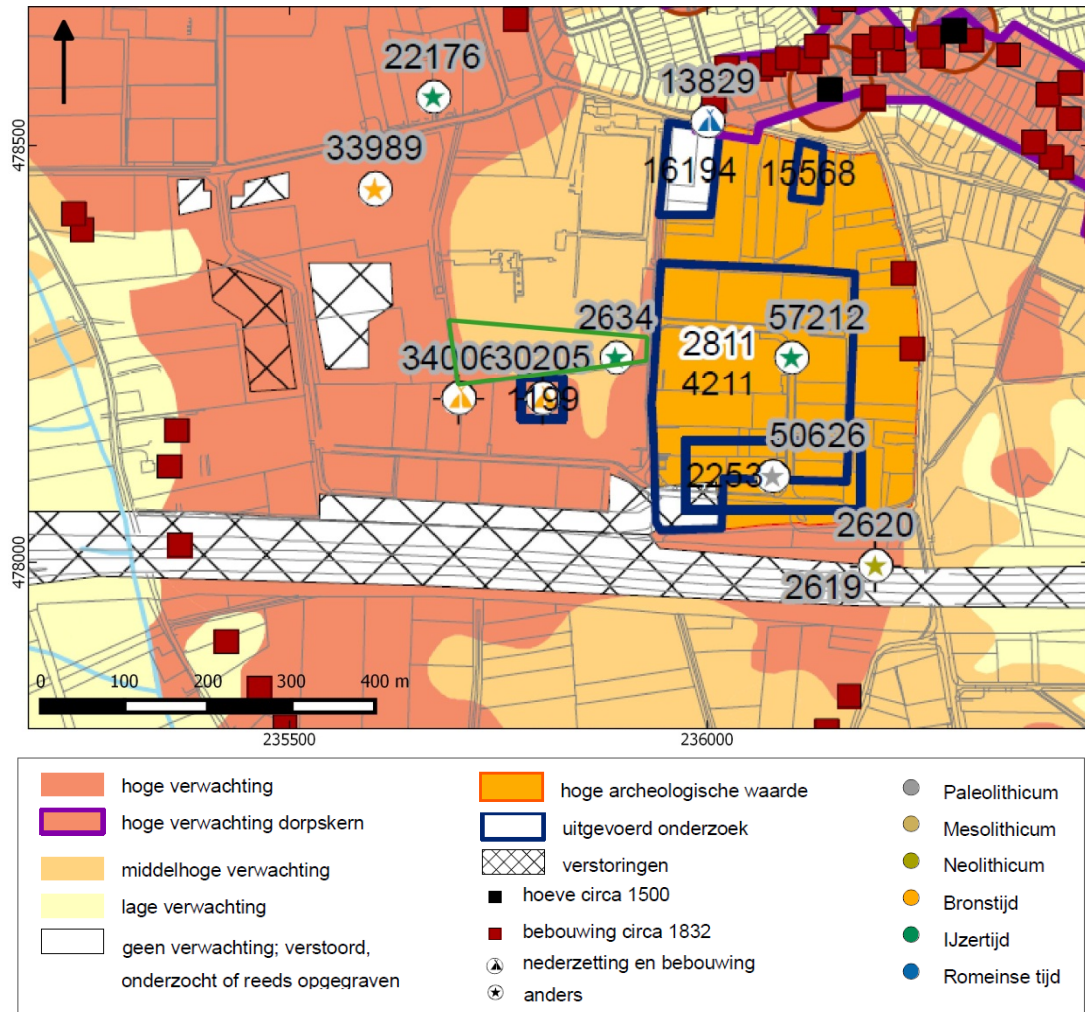 22176
13829
33989
478500
16194
15568
2634
57212
2811
34006
30205
4211
1199
50626
2253
2620
478000
2619
0 100 200 300 400 m
235500
236000
hoge verwachting
hoge verwachting dorpskern
middelhoge verwachting
lage verwachting
geen verwachting; verstoord,
onderzocht of reeds opgegraven
hoge archeologische waarde
uitgevoerd onderzoek
verstoringen
hoeve circa 1500
bebouwing circa 1832
nederzetting en bebouwing
anders
Paleolithicum
Mesolithicum
Neolithicum
Bronstijd
IJzertijd
Romeinse tijd